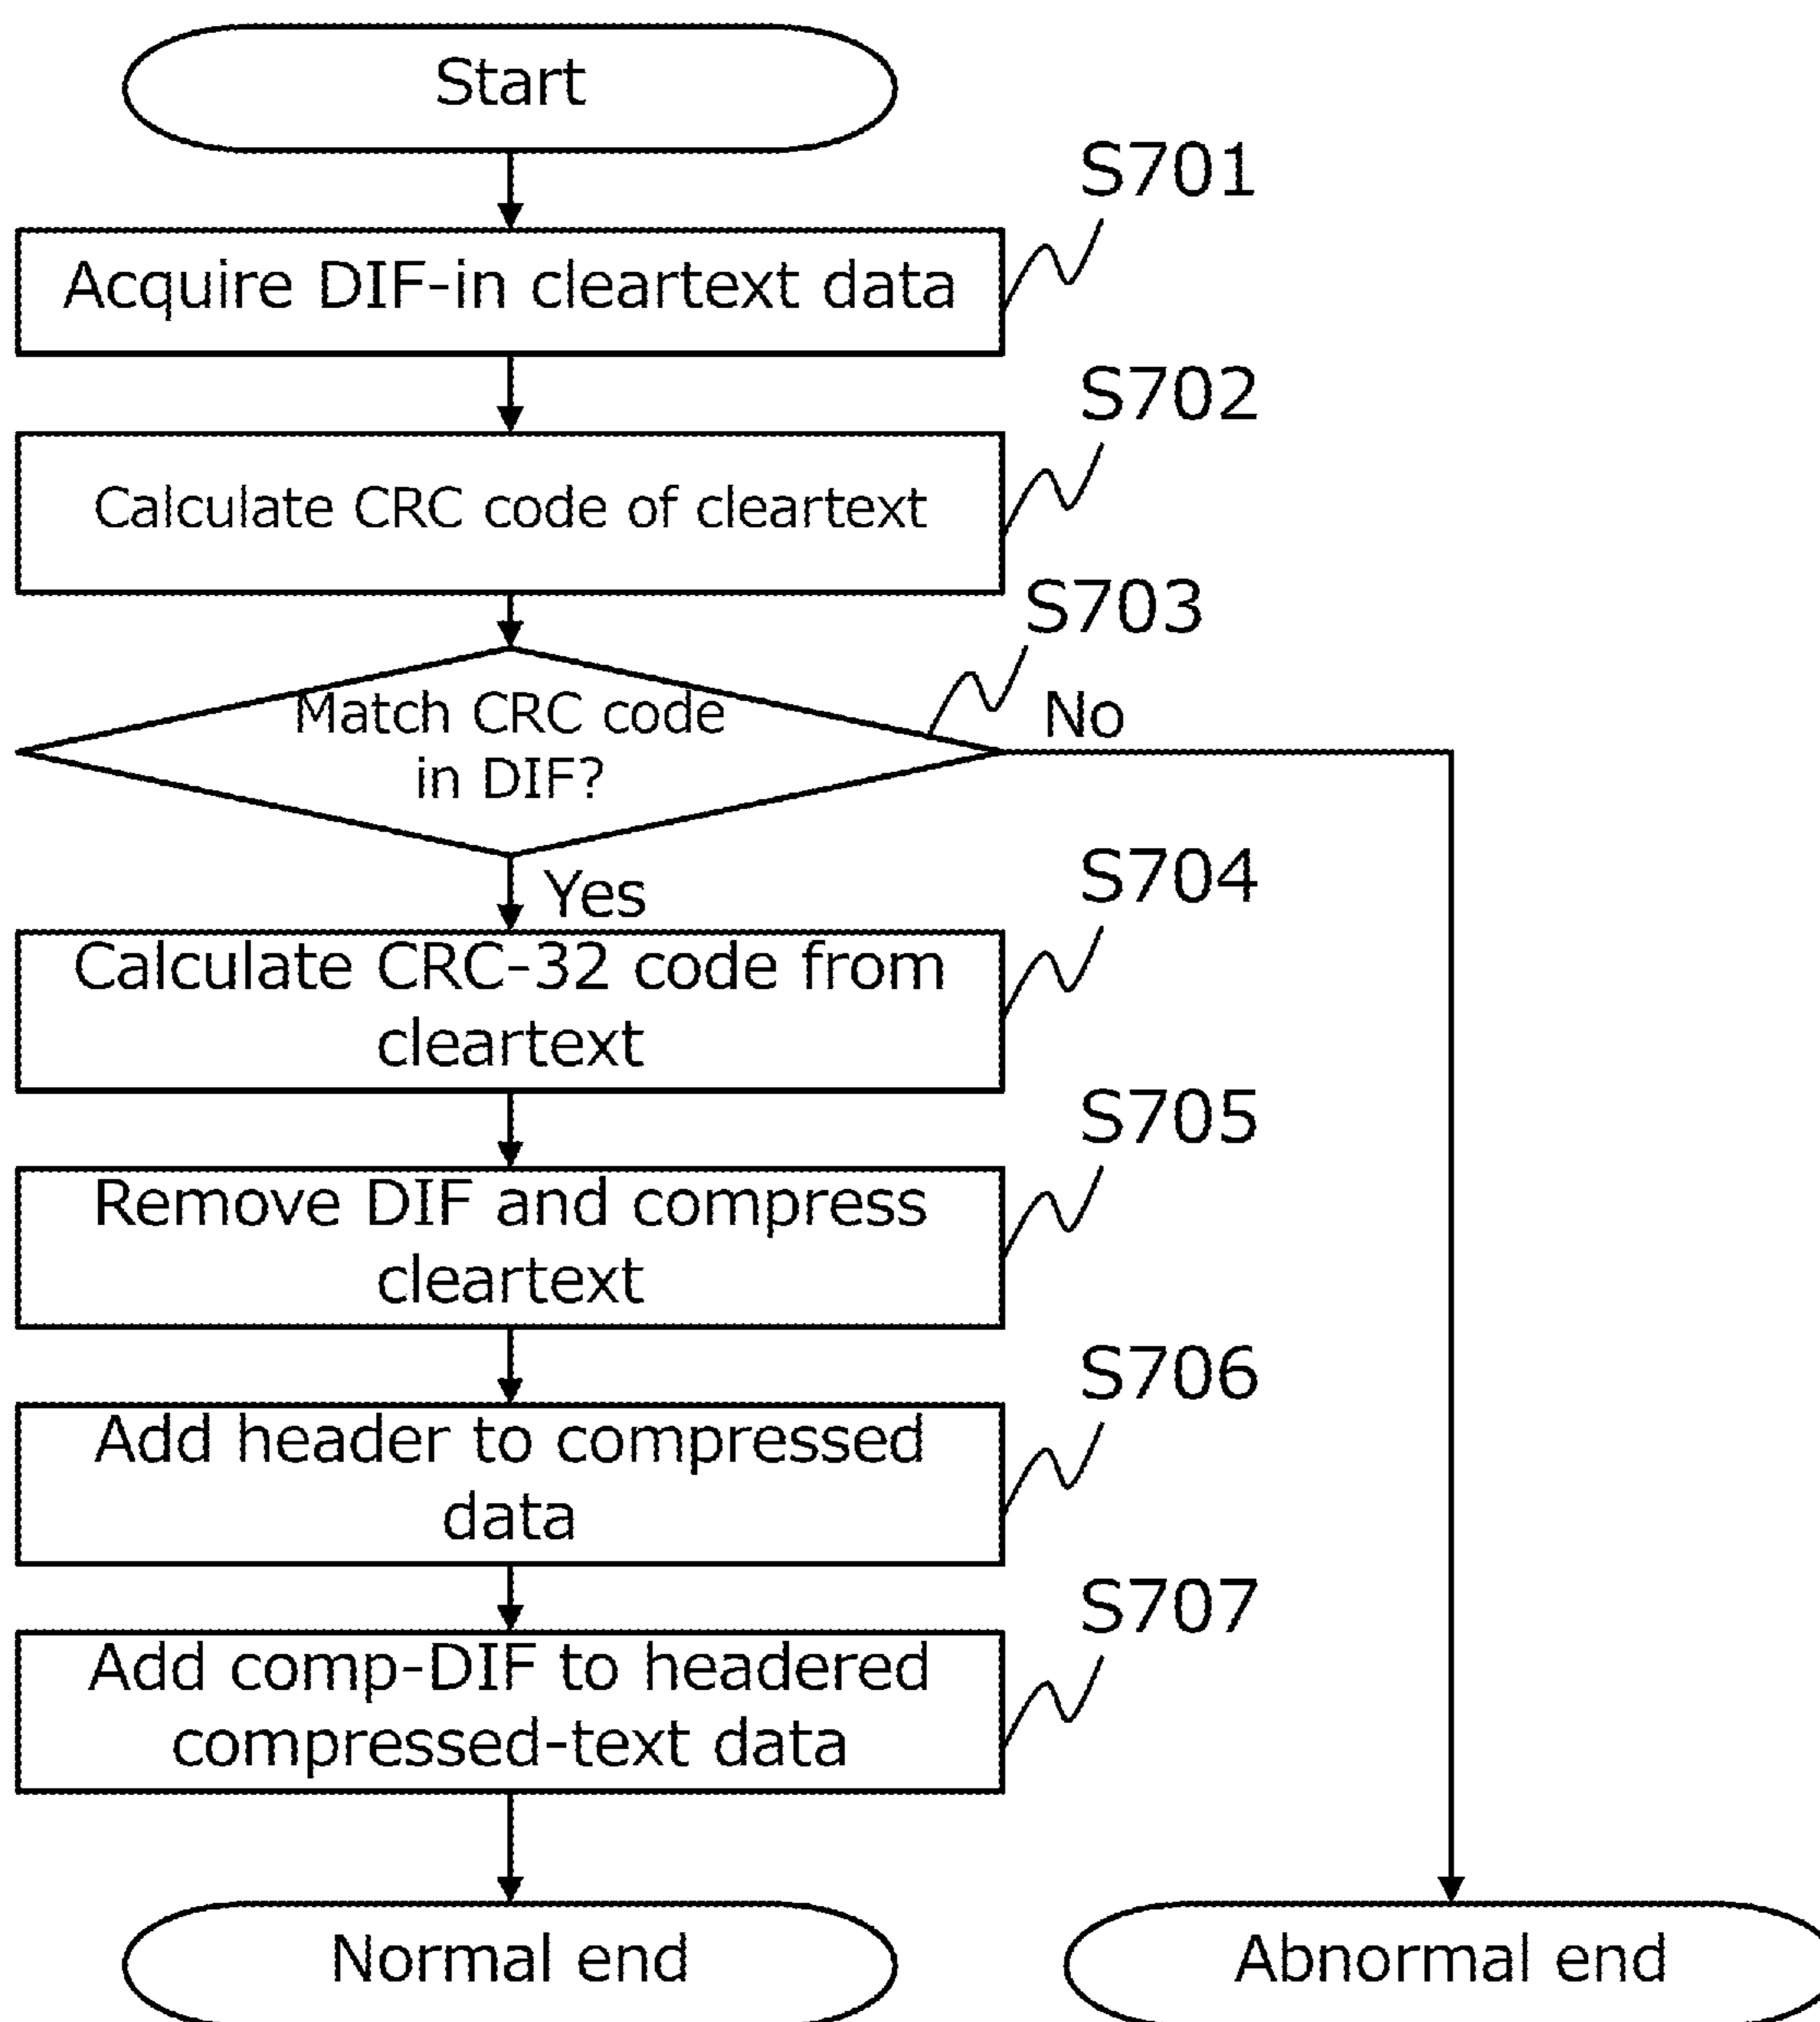 Start
S701
Acquire DIF-in cleartext data
S702
Calculate CRC code of cleartext
S703
Match CRC code
in DIF?
No
Yes
S704
Calculate CRC-32 code from
cleartext
S705
Remove DIF and compress
cleartext
S706
Add header to compressed
data
S707
Add comp-DIF to headered
compressed-text data
Normal end
Abnormal end